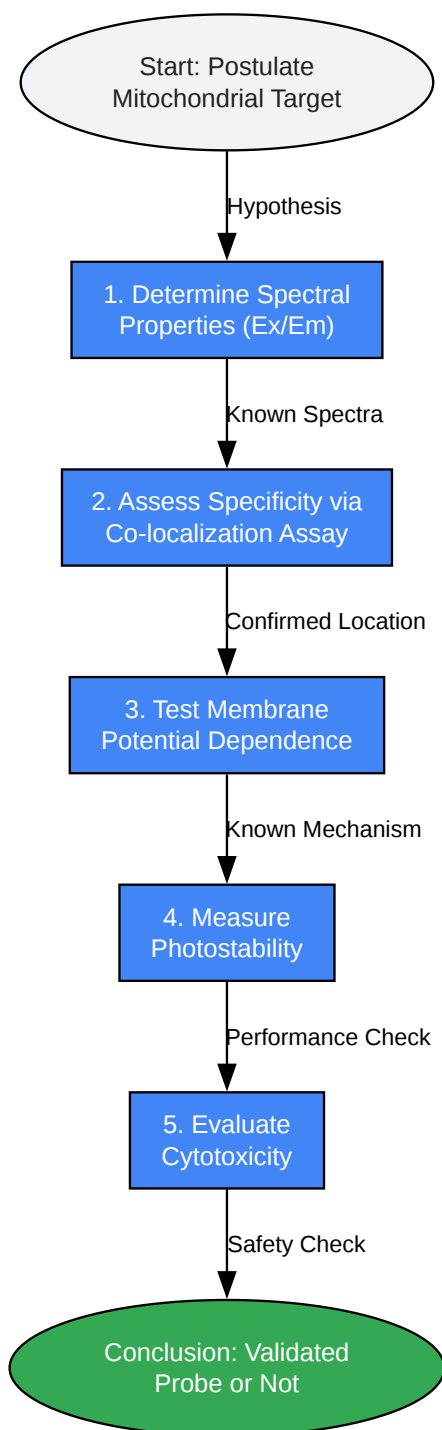 Start: Postulate
Mitochondrial Target
Hypothesis
1. Determine Spectral
Properties (Ex/Em)
Known Spectra
2. Assess Specificity via
Co-localization Assay
Confirmed Location
3. Test Membrane
Potential Dependence
Known Mechanism
4. Measure
Photostability
Performance Check
5. Evaluate
Cytotoxicity
Safety Check
Conclusion: Validated
Probe or Not